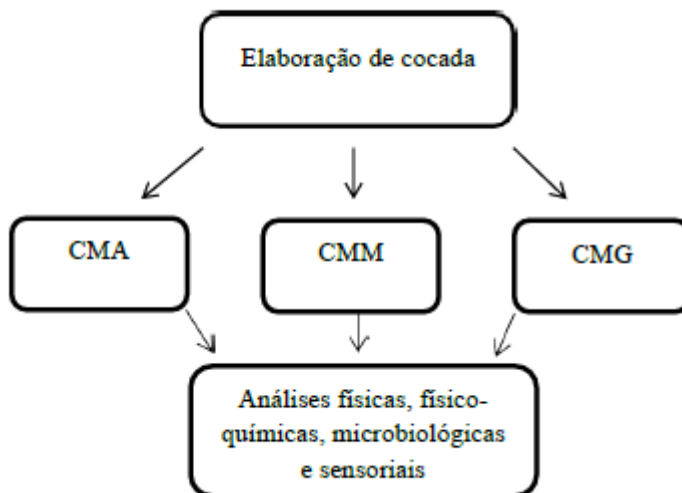 Elaboração de cocada
CMA
CMM
CMG
Análises físicas, físico-
químicas, microbiológicas
e sensoriais